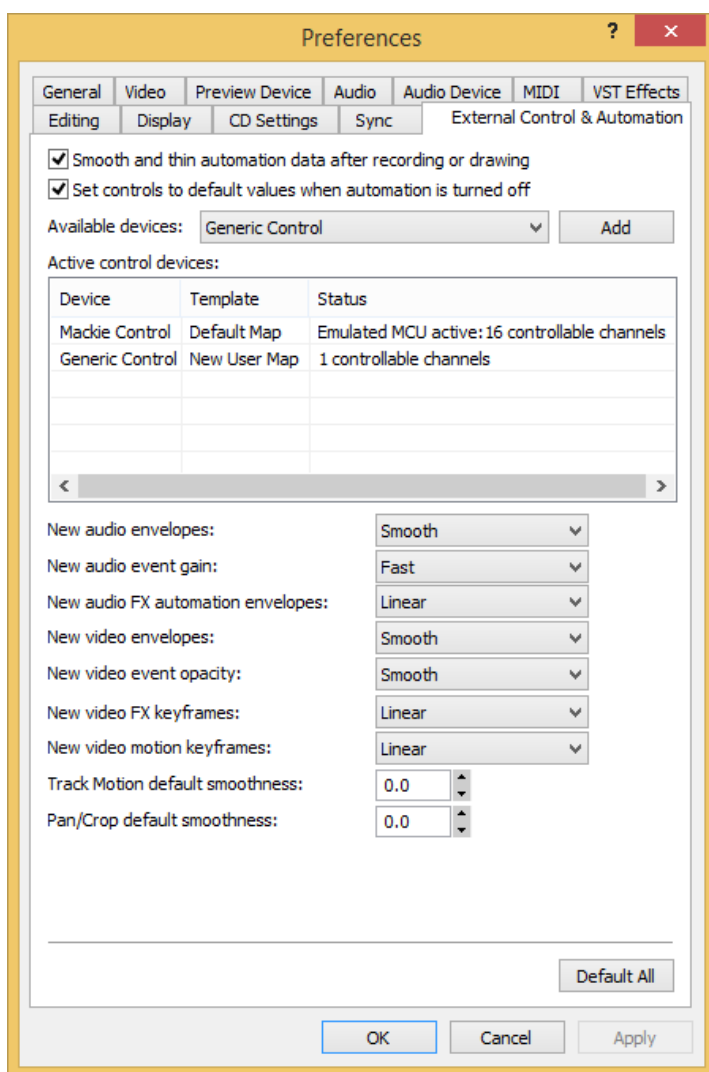 Preferences
?
General Video Preview Device Audio Audio Device MIDI VST Effects
Editing Display CD Settings Sync External Control & Automation
Smooth and thin automation data after recording or drawing
Set controls to default values when automation is turned off
Available devices: Generic Control Add
Active control devices:
Device Template Status
Mackie Control Default Map Emulated MCU active:16 controllable channels
Generic Control New User Map 1 controllable channels
New audio envelopes: Smooth
New audio event gain: Fast
New audio FX automation envelopes: Linear
New video envelopes: Smooth
New video event opacity: Smooth
New video FX keyframes: Linear
New video motion keyframes: Linear
Track Motion default smoothness: 0.0
Pan/Crop default smoothness: 0.0
Default All
OK Cancel Apply